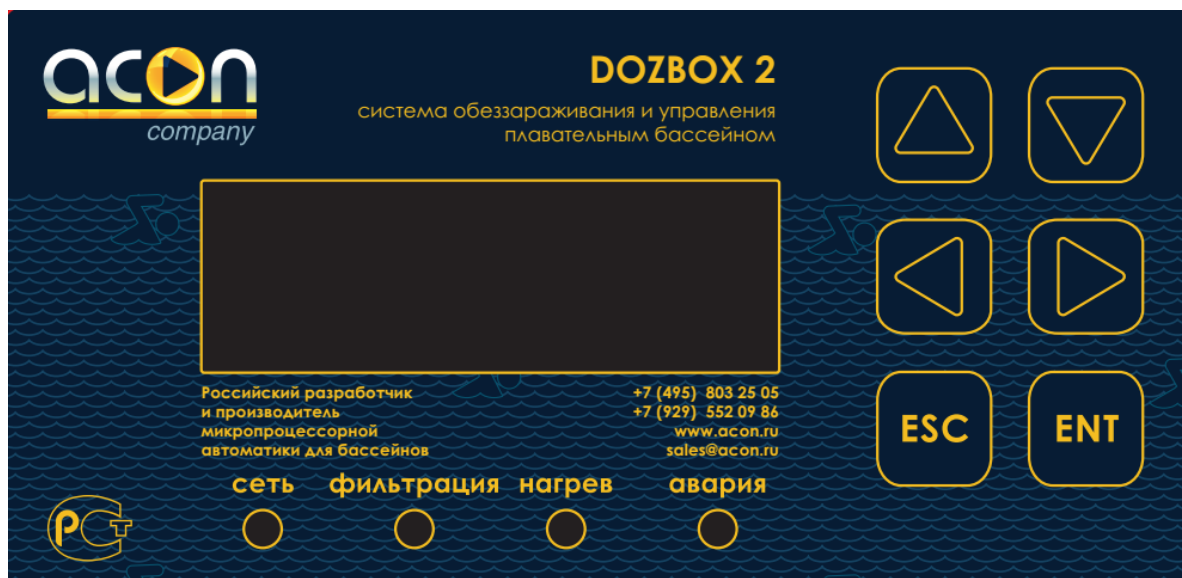 acon
company
DOZBOX 2
система обеззараживания и управления
плавательным бассейном
Российский разработчик
и производитель
микропроцессорной
автоматики для бассейнов
+7 (495) 803 25 05
+7 (929) 552 09 86
www.acon.ru
sales@acon.ru
сеть фильтрация нагрев авария
РСТ
ESC ENT